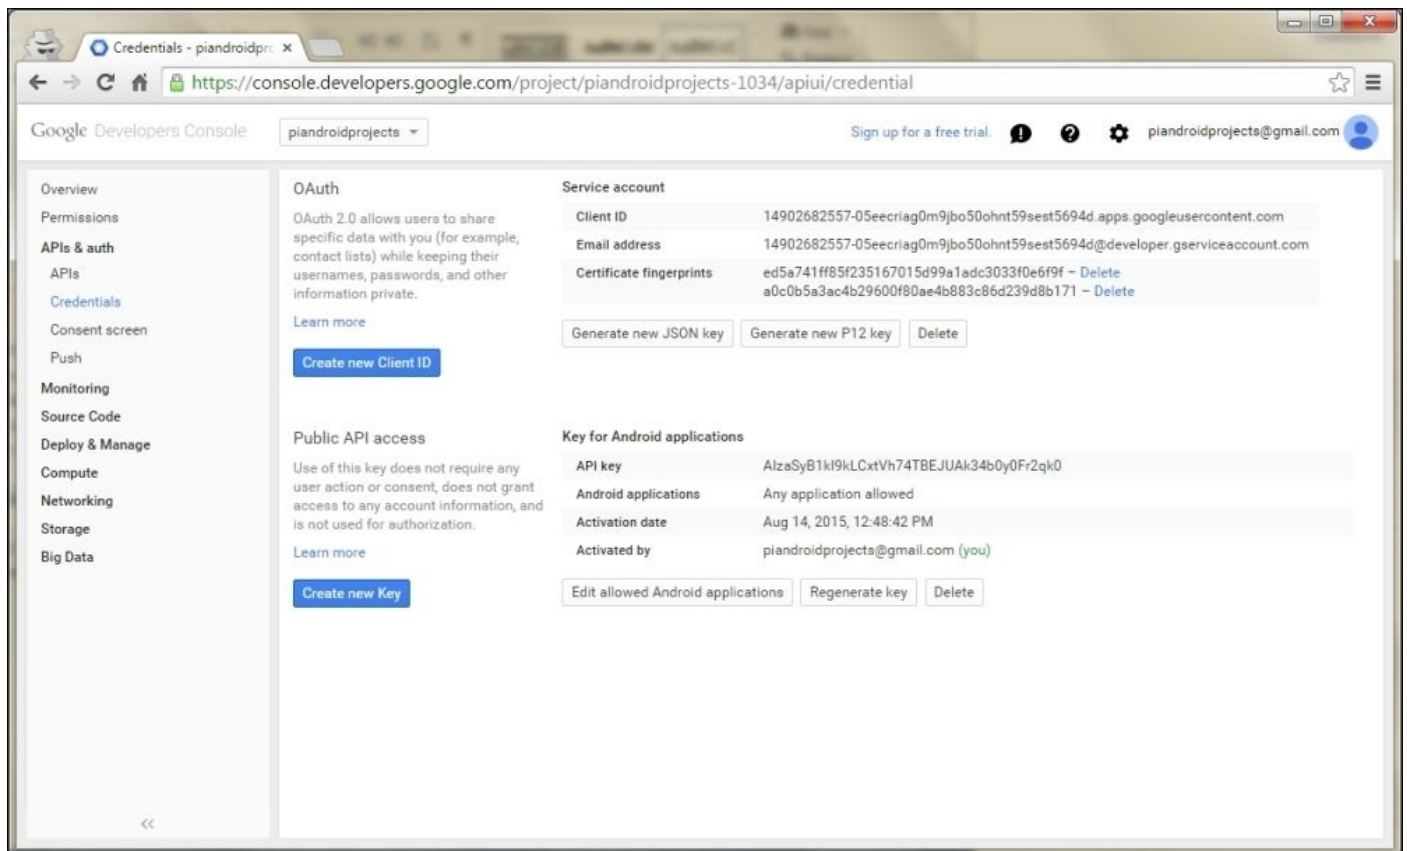 Credentials - piandroidpro
https://console.developers.google.com/project/piandroidprojects-1034/apiui/credential
Google Developers Console
piandroidprojects
Sign up for a free trial.
piandroidprojects@gmail.com
Overview
Permissions
APIs & auth
APIs
Credentials
Consent screen
Push
Monitoring
Source Code
Deploy & Manage
Compute
Networking
Storage
Big Data
<<
OAuth
OAuth 2.0 allows users to share
specific data with you (for example,
contact lists) while keeping their
usernames, passwords, and other
information private.
Learn more
Create new Client ID
Service account
Client ID 14902682557-05eecriag0m9jbo50ohnt59sest5694d.apps.googleusercontent.com
Email address 14902682557-05eecriag0m9jbo50ohnt59sest5694d@developer.gserviceaccount.com
Certificate fingerprints ed5a741ff85f235167015d99a1adc3033f0e6f9f – Delete
a0c0b5a3ac4b29600f80ae4b883c86d239d8b171 – Delete
Generate new JSON key Generate new P12 key Delete
Public API access
Use of this key does not require any
user action or consent, does not grant
access to any account information, and
is not used for authorization.
Learn more
Create new Key
Key for Android applications
API key AIzaSyB1kI9kLCxtVh74TBEJUAk34b0y0Fr2qk0
Android applications Any application allowed
Activation date Aug 14, 2015, 12:48:42 PM
Activated by piandroidprojects@gmail.com (you)
Edit allowed Android applications Regenerate key Delete